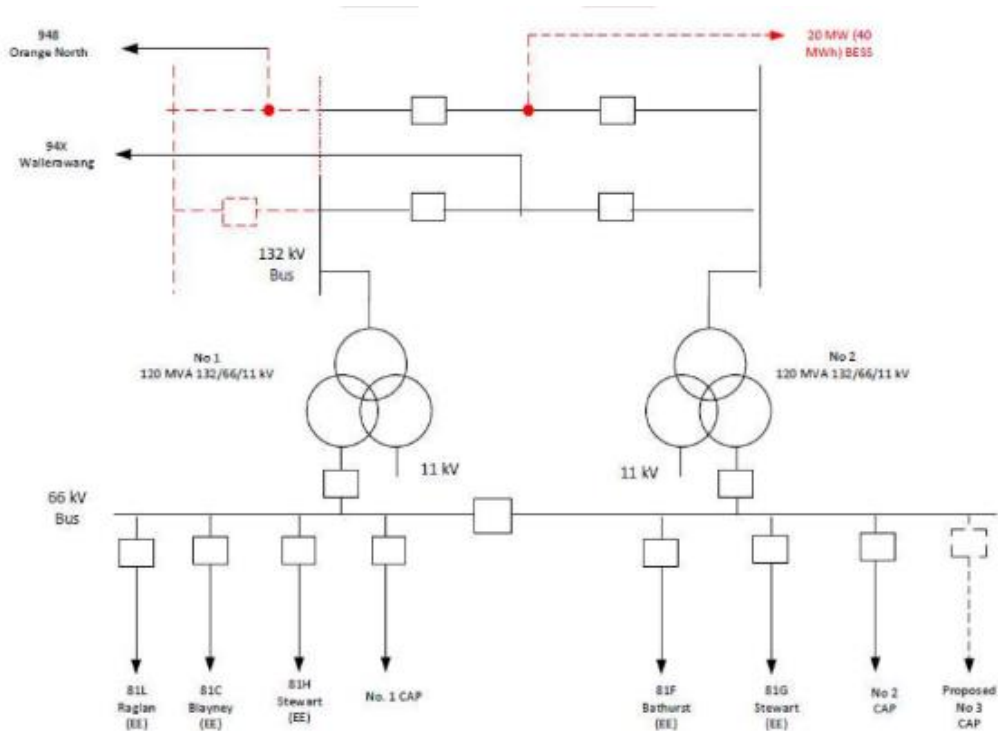 948
Orange North
20 MW (40
MWh) BESS
94X
Wallerawang
132 kV
Bus
No 1
120 MVA 132/66/11 kV
No 2
120 MVA 132/66/11 kV
11 kV
11 kV
66 kV
Bus
81L
Raglan
(EE)
81C
Blayney
(EE)
81H
Stewart
(EE)
No. 1 CAP
81F
Bathurst
(EE)
81G
Stewart
(EE)
No 2
CAP
Proposed
No 3
CAP